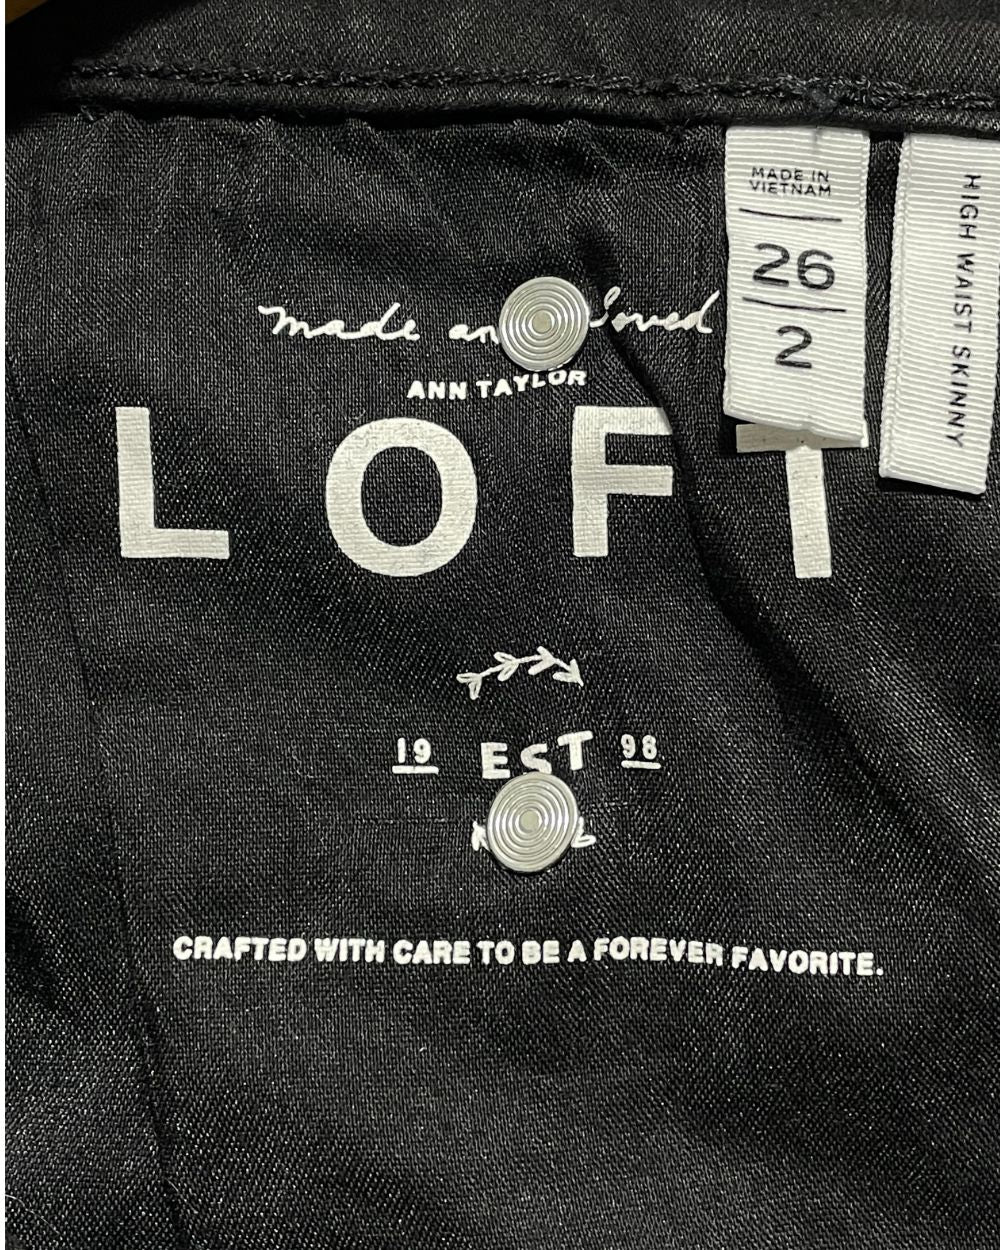 made an loved
ANN TAYLOR
LOFT
19 EST 98
CRAFTED WITH CARE TO BE A FOREVER FAVORITE.
MADE IN
VIETNAM
26
2
HIGH WAIST SKINNY